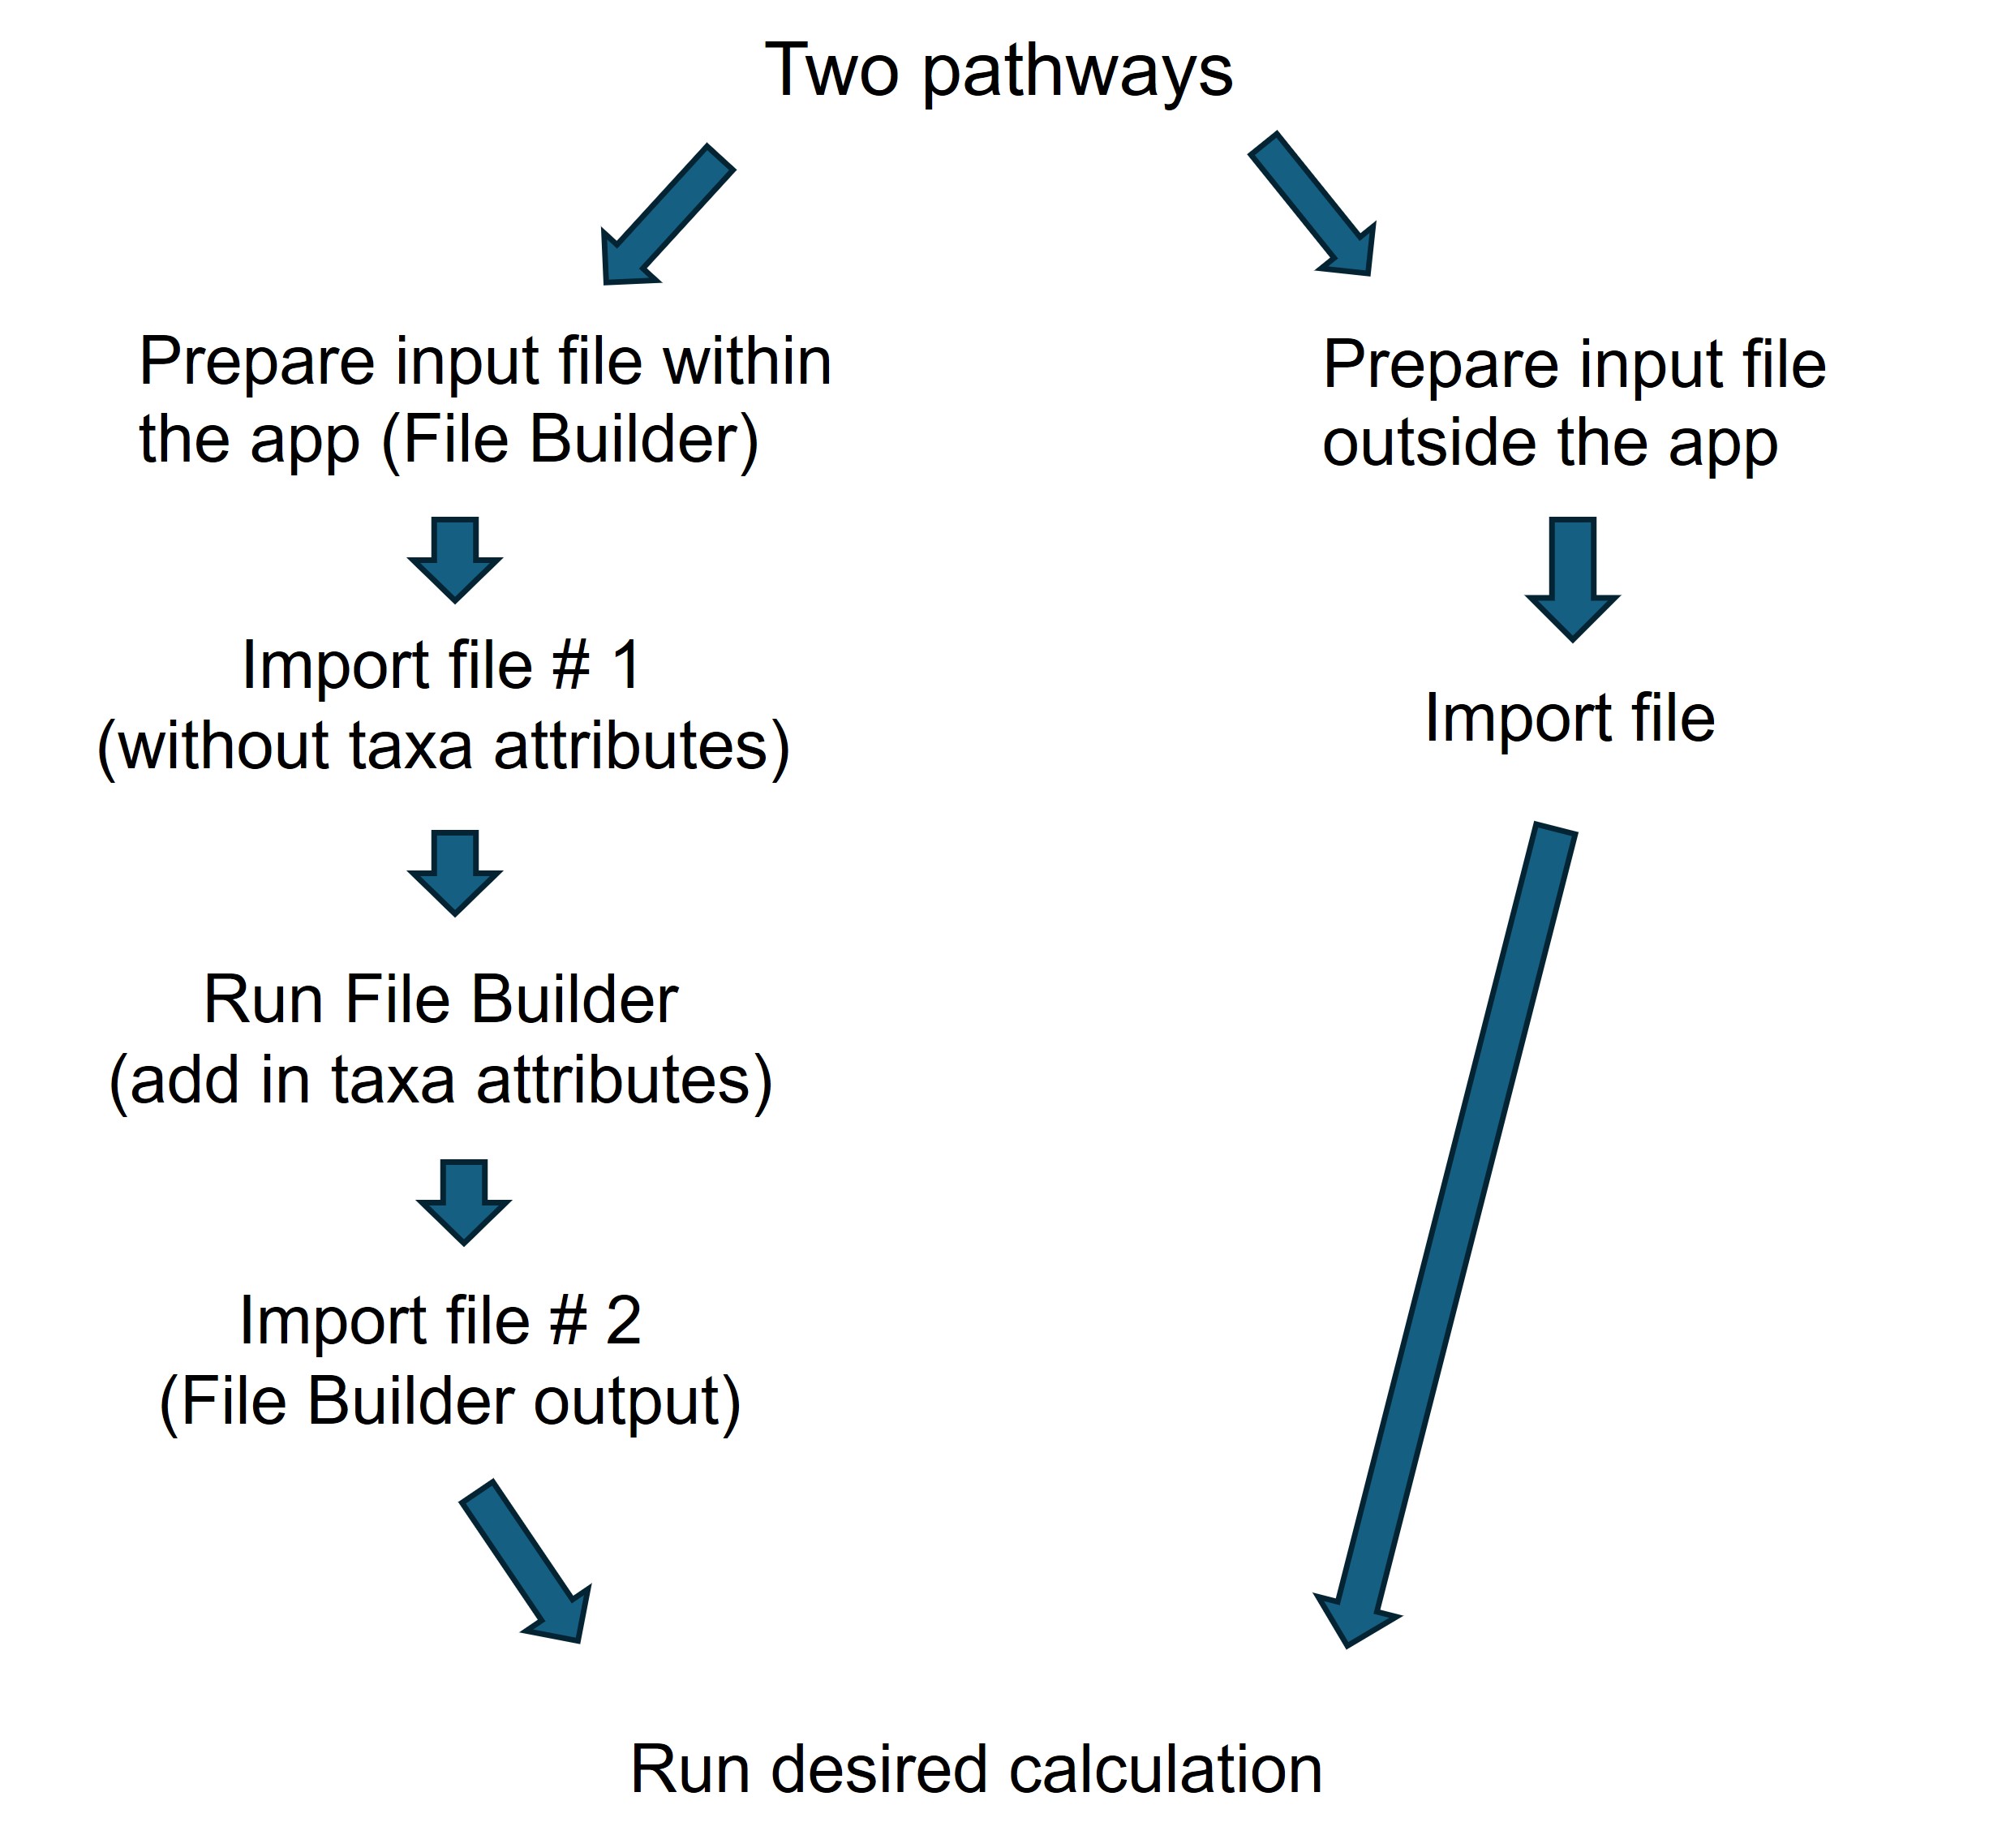 Two pathways
Prepare input file within
the app (File Builder)
Import file # 1
(without taxa attributes)
Run File Builder
(add in taxa attributes)
Import file # 2
(File Builder output)
Prepare input file
outside the app
Import file
Run desired calculation